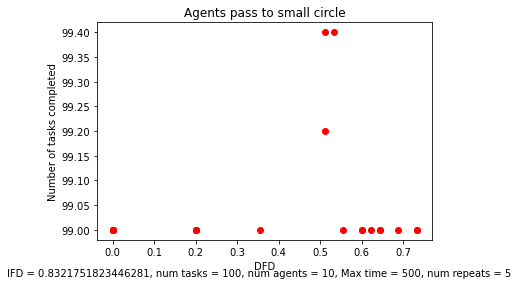 Agents pass to small circle
Number of tasks completed
99.40
99.35
99.30
99.25
99.20
99.15
99.10
99.05
99.00
0.0 0.1 0.2 0.3 0.4 0.5 0.6 0.7
DFD
IFD = 0.8321751823446281, num tasks = 100, num agents = 10, Max time = 500, num repeats = 5